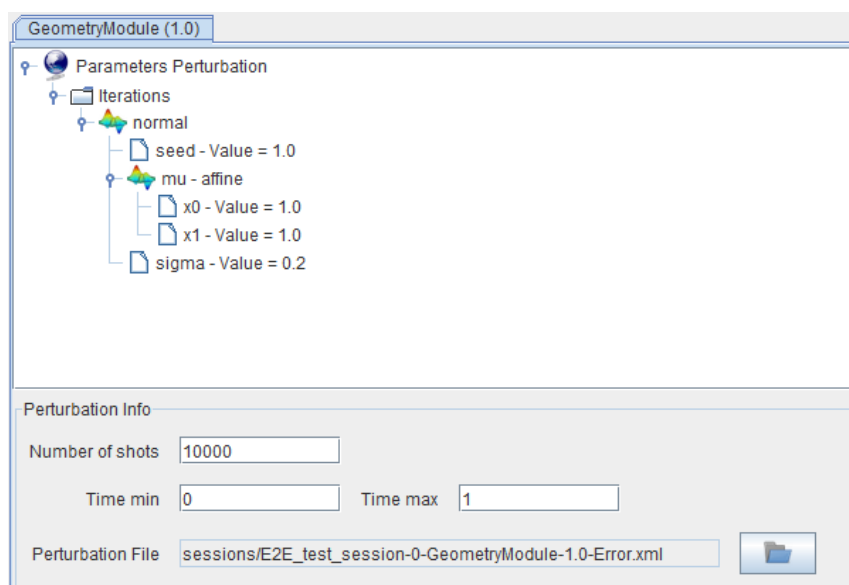 GeometryModule (1.0)
Parameters Perturbation
Iterations
normal
seed - Value = 1.0
mu - affine
x0 - Value = 1.0
x1 - Value = 1.0
sigma - Value = 0.2
Perturbation Info
Number of shots 10000
Time min 0 Time max 1
Perturbation File sessions/E2E_test_session-0-GeometryModule-1.0-Error.xml